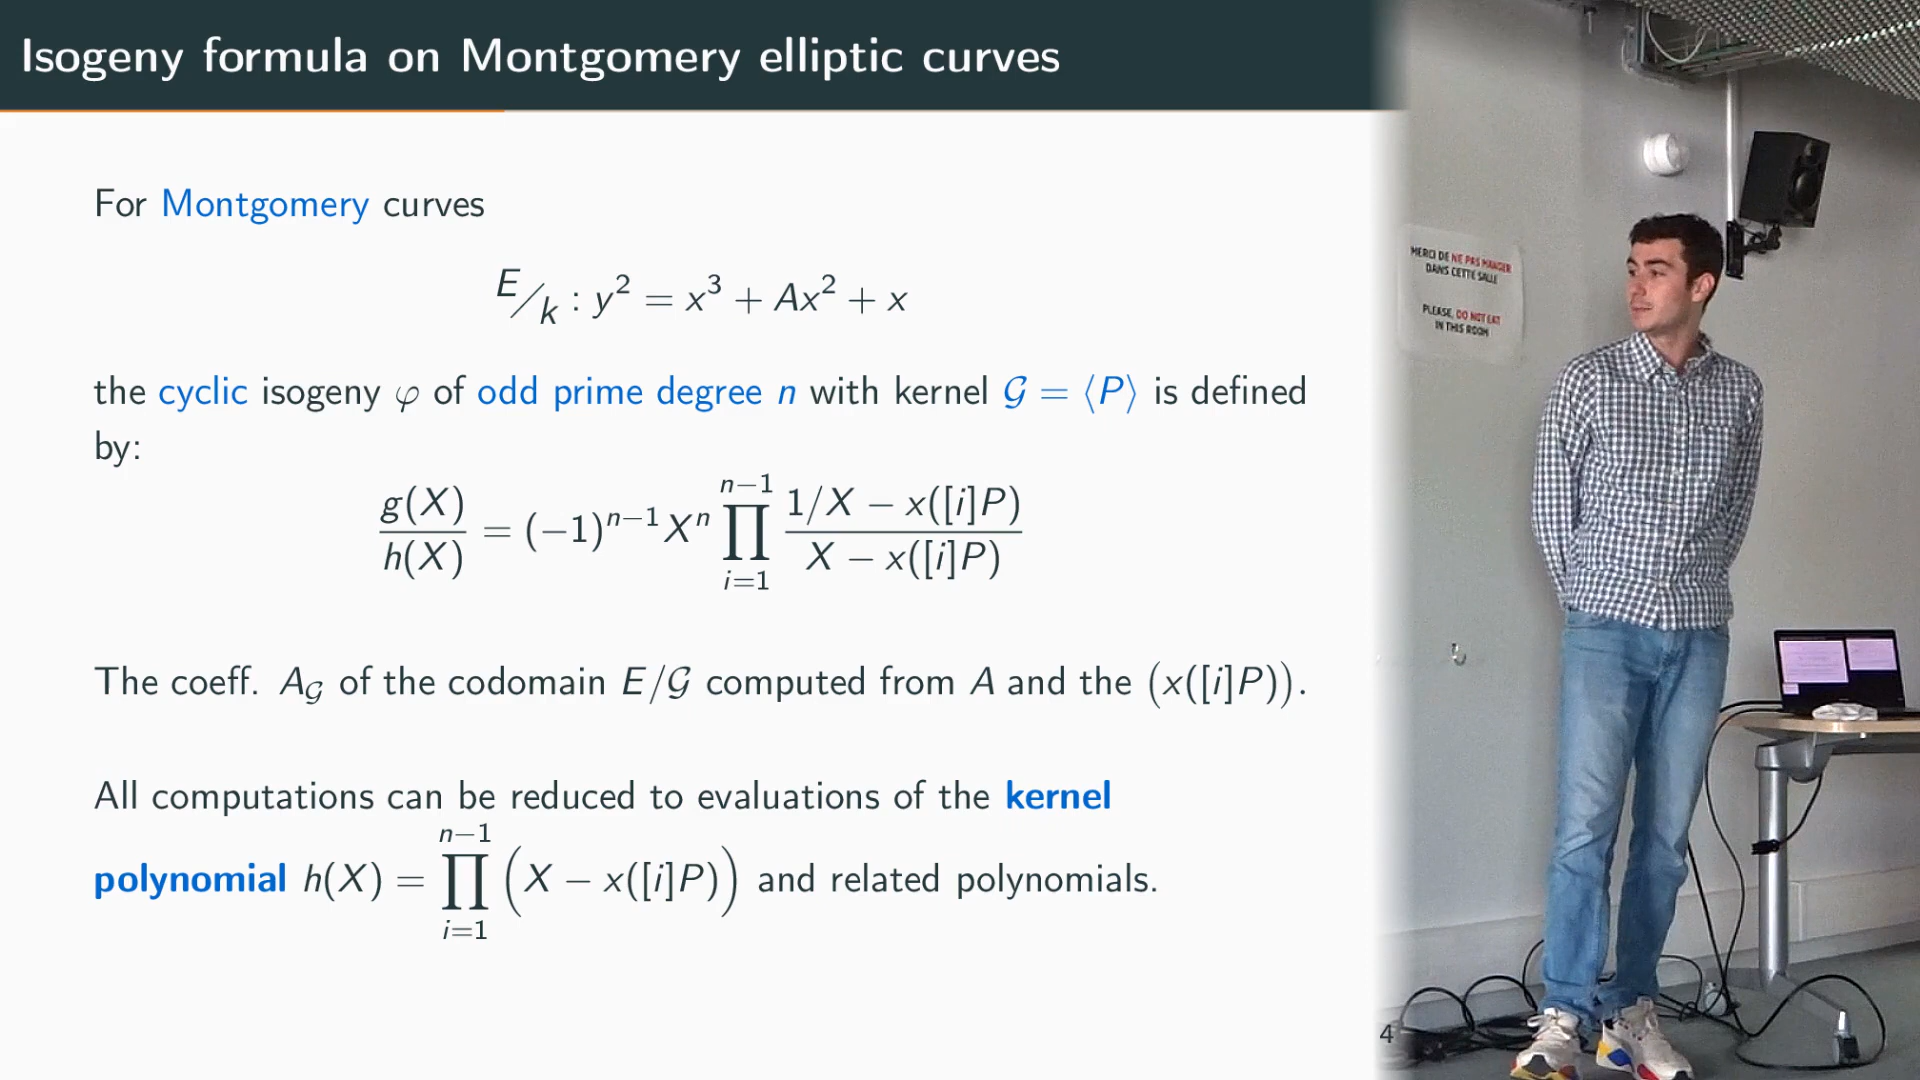 Isogeny formula on Montgomery elliptic curves
For Montgomery curves
E/k : y² = x³ + Ax² + x
the cyclic isogeny φ of odd prime degree n with kernel 𝒢 = ⟨P⟩ is defined
by:
g(X)/h(X) = (−1)ⁿ⁻¹Xⁿ ∏_{i=1}^{n−1} (1/X − x([i]P))/(X − x([i]P))
The coeff. A_𝒢 of the codomain E/𝒢 computed from A and the (x([i]P)).
All computations can be reduced to evaluations of the kernel
polynomial h(X) = ∏_{i=1}^{n−1} (X − x([i]P)) and related polynomials.
4
MERCI DE NE PAS MANGER
DANS CETTE SALLE
PLEASE, DO NOT EAT
IN THIS ROOM